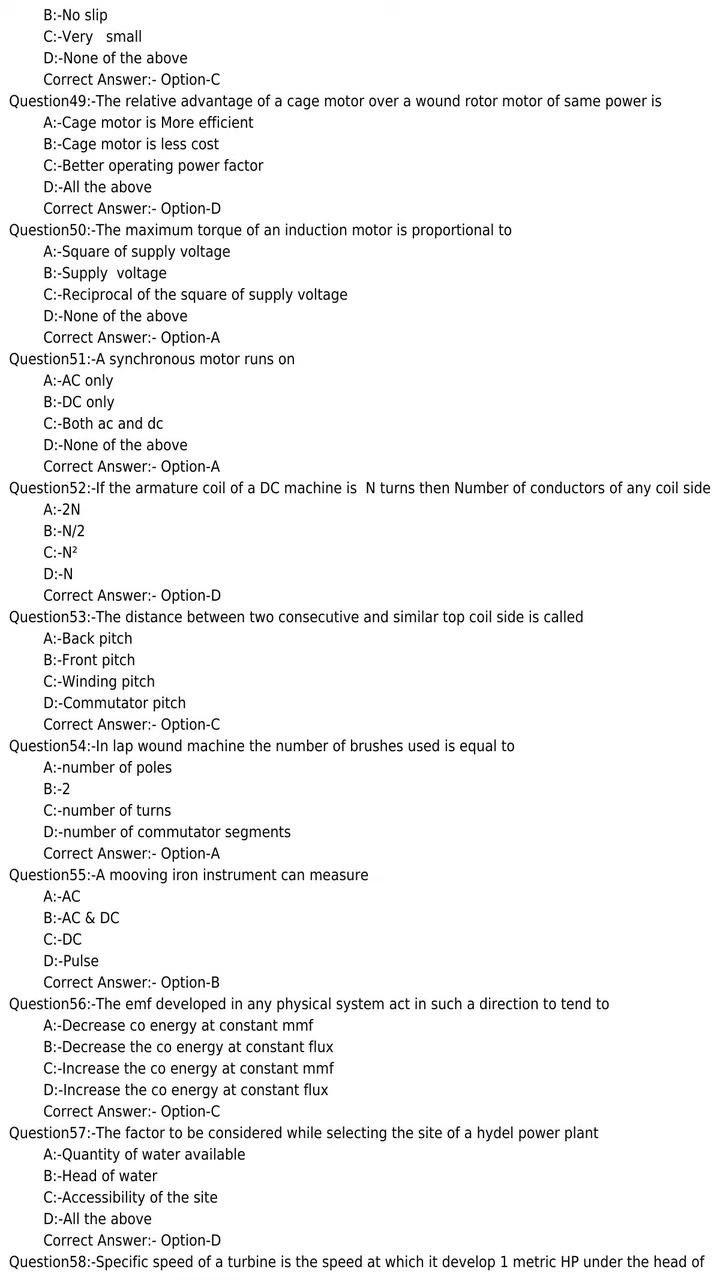 B:-No slip
C:-Very   small
D:-None of the above
Correct Answer:- Option-C
Question49:-The relative advantage of a cage motor over a wound rotor motor of same power is
A:-Cage motor is More efficient
B:-Cage motor is less cost
C:-Better operating power factor
D:-All the above
Correct Answer:- Option-D
Question50:-The maximum torque of an induction motor is proportional to
A:-Square of supply voltage
B:-Supply  voltage
C:-Reciprocal of the square of supply voltage
D:-None of the above
Correct Answer:- Option-A
Question51:-A synchronous motor runs on
A:-AC only
B:-DC only
C:-Both ac and dc
D:-None of the above
Correct Answer:- Option-A
Question52:-If the armature coil of a DC machine is  N turns then Number of conductors of any coil side
A:-2N
B:-N/2
C:-N²
D:-N
Correct Answer:- Option-D
Question53:-The distance between two consecutive and similar top coil side is called
A:-Back pitch
B:-Front pitch
C:-Winding pitch
D:-Commutator pitch
Correct Answer:- Option-C
Question54:-In lap wound machine the number of brushes used is equal to
A:-number of poles
B:-2
C:-number of turns
D:-number of commutator segments
Correct Answer:- Option-A
Question55:-A mooving iron instrument can measure
A:-AC
B:-AC & DC
C:-DC
D:-Pulse
Correct Answer:- Option-B
Question56:-The emf developed in any physical system act in such a direction to tend to
A:-Decrease co energy at constant mmf
B:-Decrease the co energy at constant flux
C:-Increase the co energy at constant mmf
D:-Increase the co energy at constant flux
Correct Answer:- Option-C
Question57:-The factor to be considered while selecting the site of a hydel power plant
A:-Quantity of water available
B:-Head of water
C:-Accessibility of the site
D:-All the above
Correct Answer:- Option-D
Question58:-Specific speed of a turbine is the speed at which it develop 1 metric HP under the head of